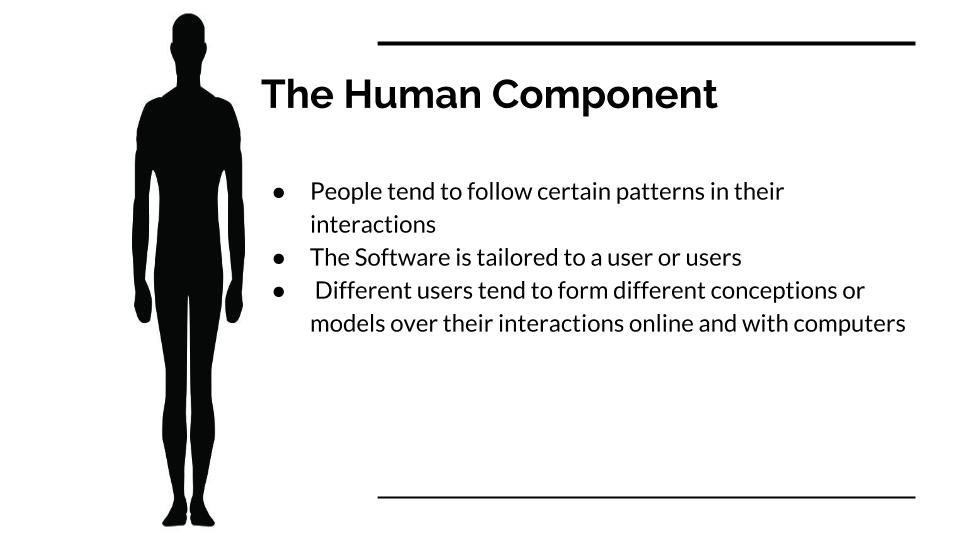 The Human Component
● People tend to follow certain patterns in their
interactions
● The Software is tailored to a user or users
● Different users tend to form different conceptions or
models over their interactions online and with computers